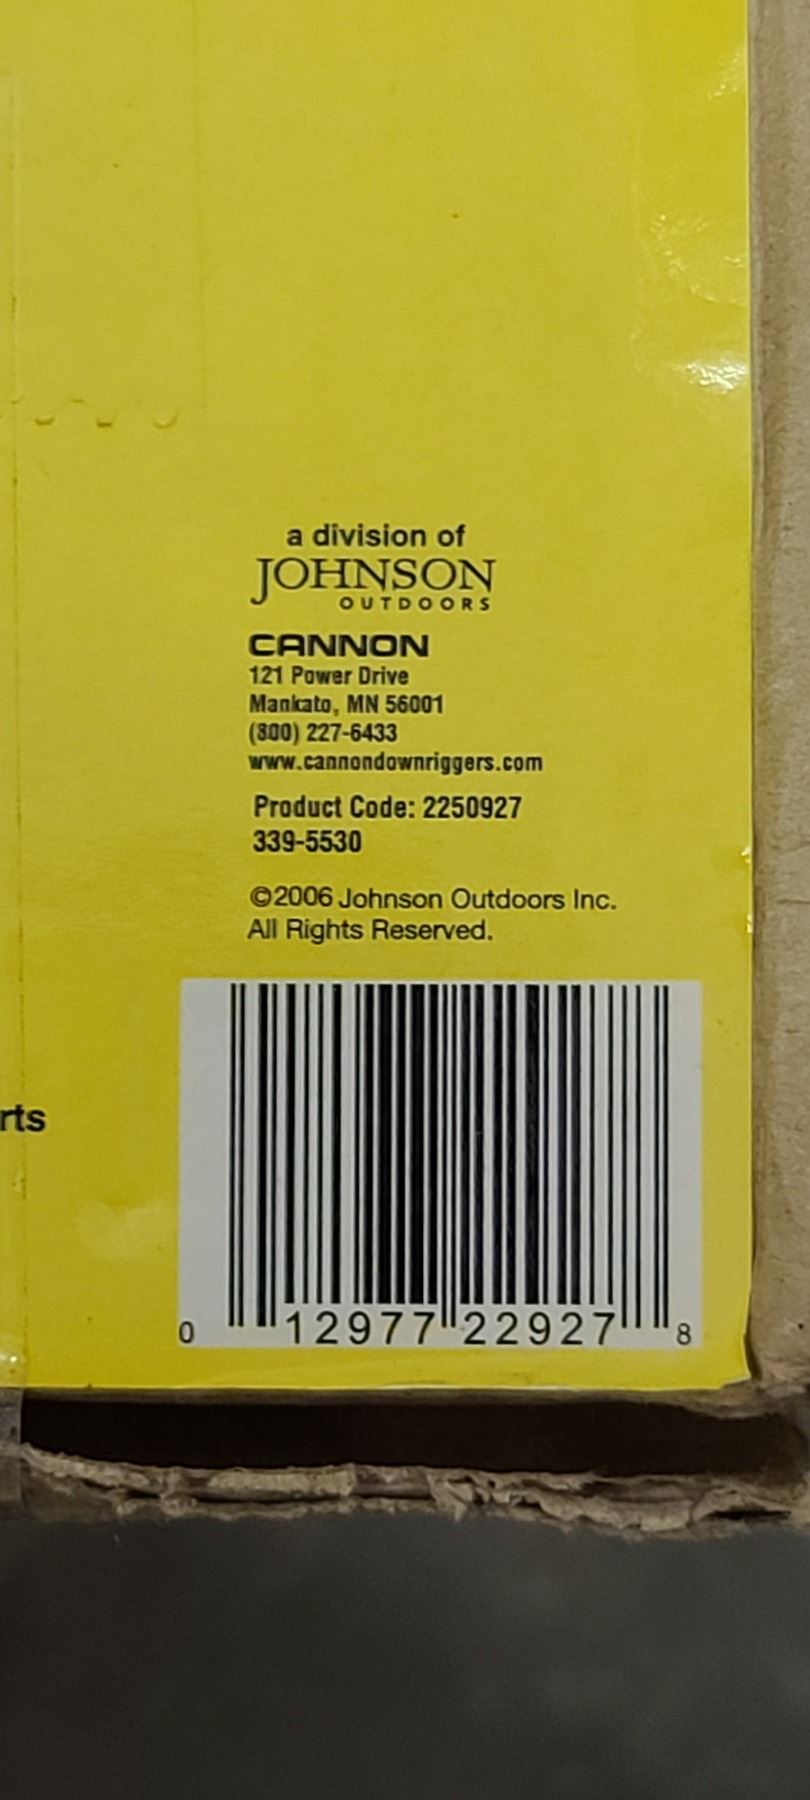 a division of
JOHNSON
OUTDOORS
CANNON
121 Power Drive
Mankato, MN 56001
(800) 227-6433
www.cannondownriggers.com
Product Code: 2250927
339-5530
©2006 Johnson Outdoors Inc.
All Rights Reserved.
rts
0 12977 22927 8